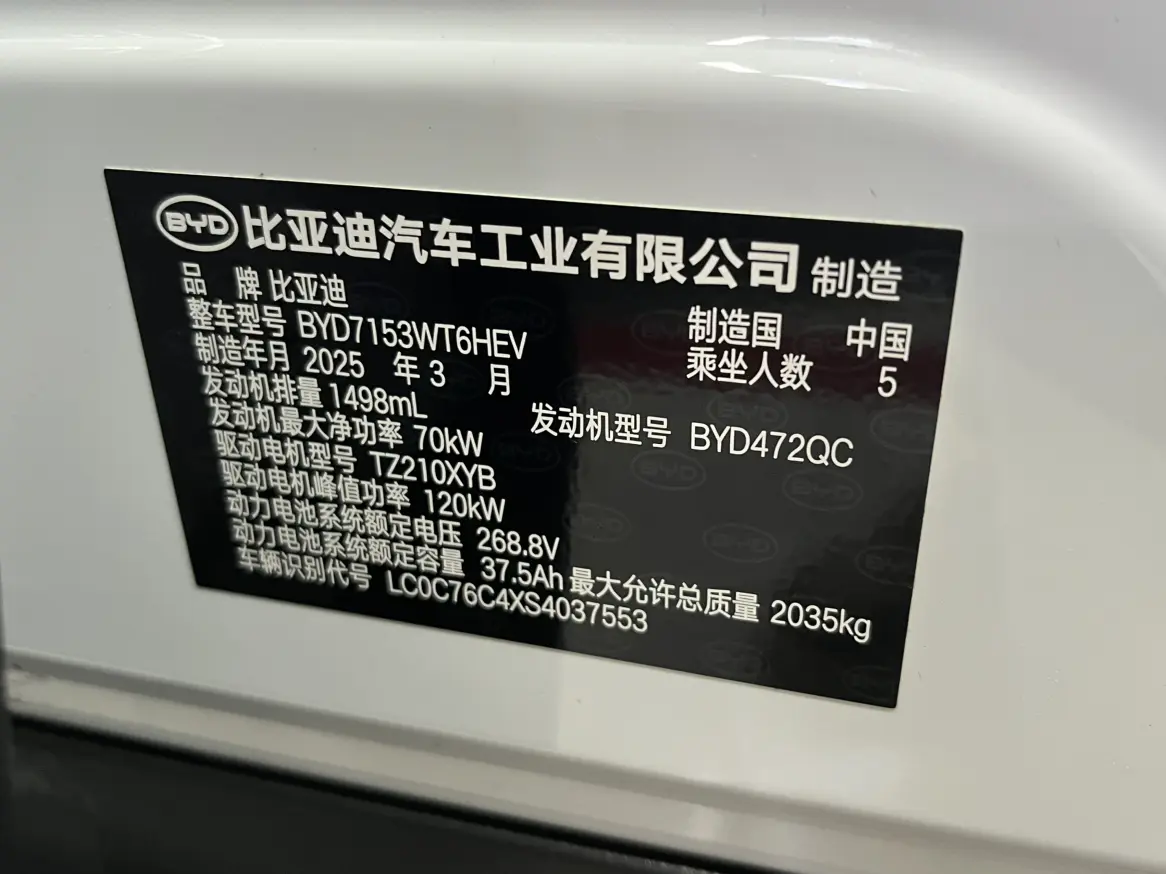 BYD 比亚迪汽车工业有限公司 制造
品 牌 比亚迪
整车型号 BYD7153WT6HEV 制造国 中国
制造年月 2025 年 3 月 乘坐人数 5
发动机排量 1498mL 发动机型号 BYD472QC
发动机最大净功率 70kW
驱动电机型号 TZ210XYB
驱动电机峰值功率 120kW
动力电池系统额定电压 268.8V
动力电池系统额定容量 37.5Ah 最大允许总质量 2035kg
车辆识别代号 LC0C76C4XS4037553